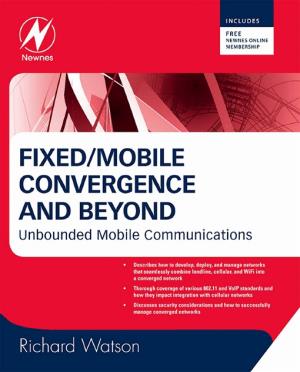 INCLUDES
FREE
NEWNES ONLINE
MEMBERSHIP
Newnes
FIXED/MOBILE
CONVERGENCE
AND BEYOND
Unbounded Mobile Communications
• Describes how to develop, deploy, and manage networks
that seamlessly combine landline, cellular, and WiFi into
a converged network
• Thorough coverage of various 802.11 and VoIP standards and
how they impact integration with cellular networks
• Discusses security considerations and how to successfully
manage converged networks
Richard Watson